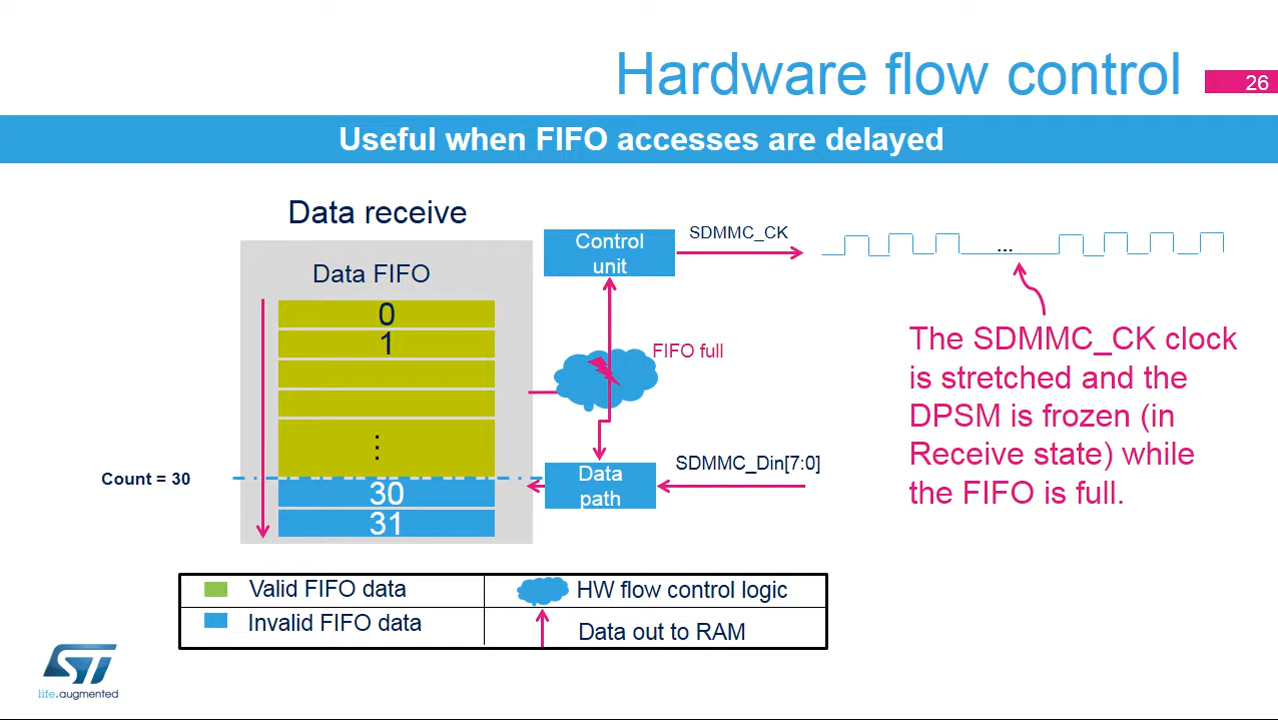 Hardware flow control
26
Useful when FIFO accesses are delayed
Data receive
Data FIFO
0
1
⋮
30
31
Count = 30
Control
unit
SDMMC_CK
...
FIFO full
Data
path
SDMMC_Din[7:0]
The SDMMC_CK clock
is stretched and the
DPSM is frozen (in
Receive state) while
the FIFO is full.
Valid FIFO data
HW flow control logic
Invalid FIFO data
Data out to RAM
ST
life.augmented